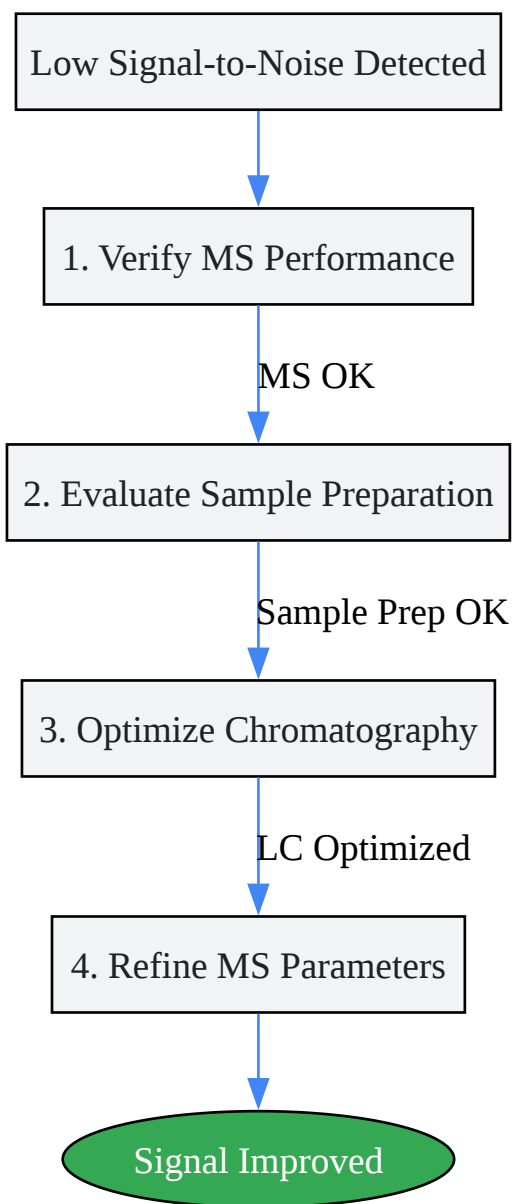 Low Signal-to-Noise Detected
1. Verify MS Performance
MS OK
2. Evaluate Sample Preparation
Sample Prep OK
3. Optimize Chromatography
LC Optimized
4. Refine MS Parameters
Signal Improved